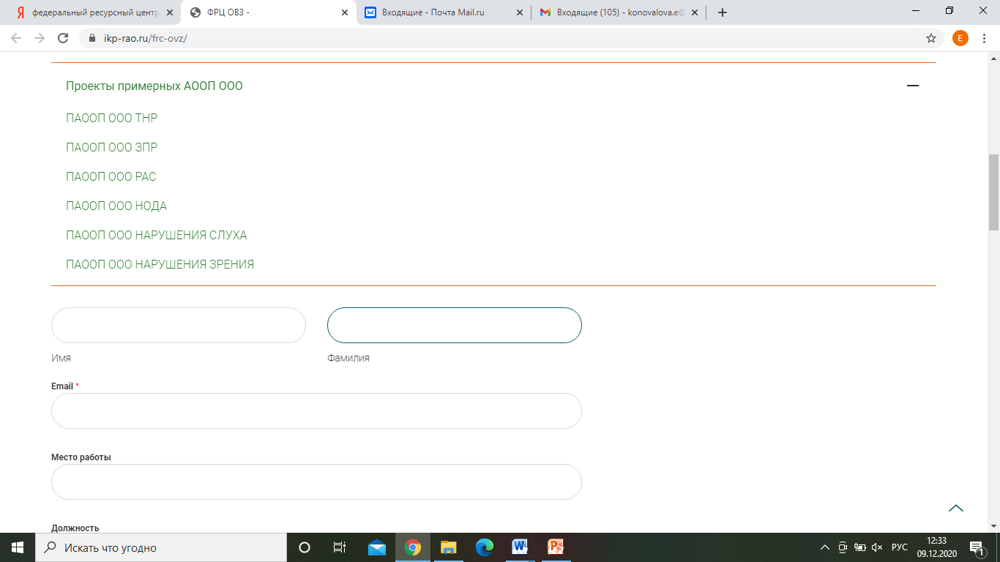 федеральный ресурсный центр
ФРЦ ОВЗ -
Входящие - Почта Mail.ru
Входящие (105) - konovalova.e@
ikp-rao.ru/frc-ovz/
E
Проекты примерных АООП ООО
ПАООП ООО ТНР
ПАООП ООО ЗПР
ПАООП ООО РАС
ПАООП ООО НОДА
ПАООП ООО НАРУШЕНИЯ СЛУХА
ПАООП ООО НАРУШЕНИЯ ЗРЕНИЯ
Имя
Фамилия
Email *
Место работы
Должность
Искать что угодно
РУС
12:33
09.12.2020
1